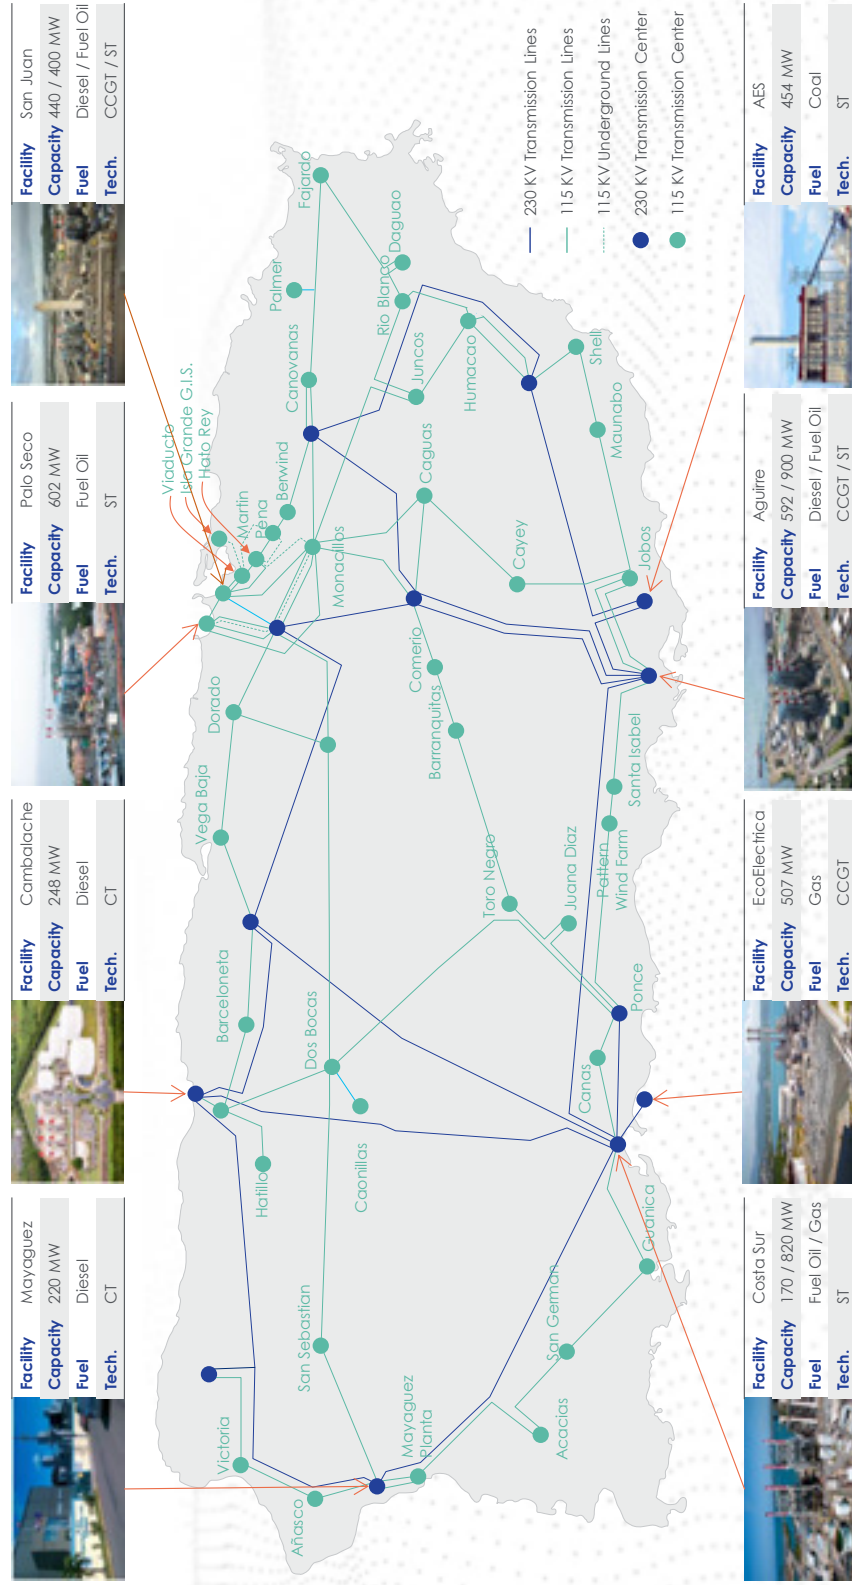 Facility Mayaguez
Capacity 220 MW
Fuel Diesel
Tech. CT
Facility Cambalache
Capacity 248 MW
Fuel Diesel
Tech. CT
Facility Palo Seco
Capacity 602 MW
Fuel Fuel Oil
Tech. ST
Facility San Juan
Capacity 440 / 400 MW
Fuel Diesel / Fuel Oil
Tech. CCGT / ST
Viaducto
Isla Grande G.I.S.
Hato Rey
Martin
Pena
Berwind
Canovanas
Palmer
Fajardo
Victoria
Añasco
Hatillo
Barceloneta
Vega Baja
Dorado
Monacillos
San Sebastian
Dos Bocas
Caonillas
Mayaguez
Planta
Comerio
Barranquitas
Caguas
Juncos
Rio Blanco
Daguao
Humacao
Toro Negro
Juana Diaz
Cayey
Acacias
San German
Guanica
Canas
Ponce
Pattern
Wind Farm
Santa Isabel
Jobos
Maunabo
Shell
230 KV Transmission Lines
115 KV Transmission Lines
115 KV Underground Lines
230 KV Transmission Center
115 KV Transmission Center
Facility Costa Sur
Capacity 170 / 820 MW
Fuel Fuel Oil / Gas
Tech. ST
Facility EcoElectrica
Capacity 507 MW
Fuel Gas
Tech. CCGT
Facility Aguirre
Capacity 592 / 900 MW
Fuel Diesel / Fuel Oil
Tech. CCGT / ST
Facility AES
Capacity 454 MW
Fuel Coal
Tech. ST